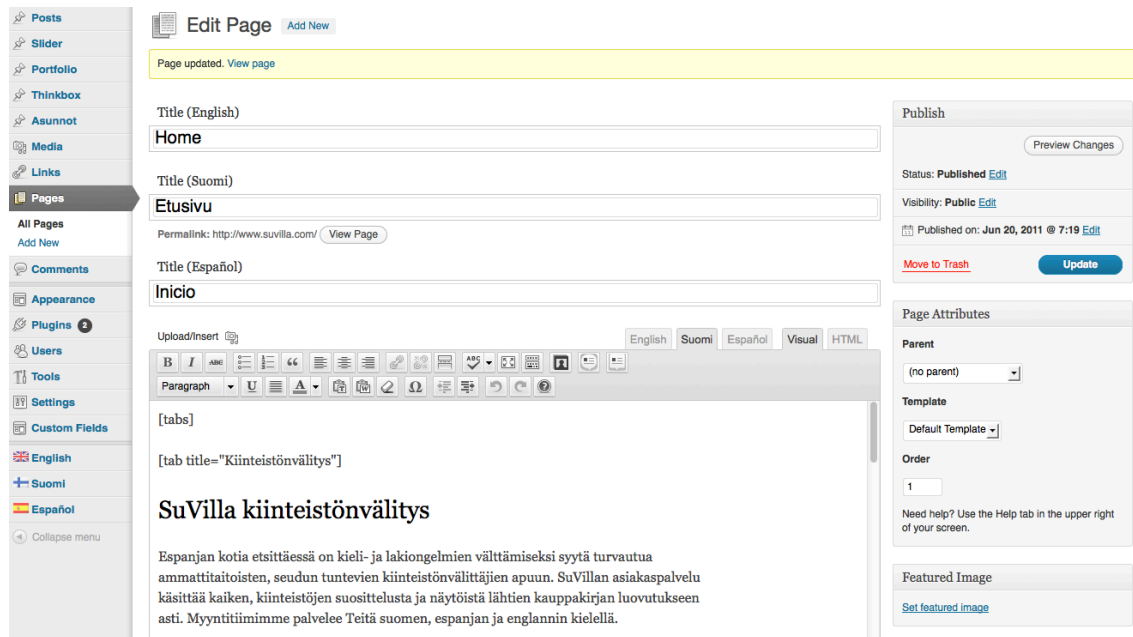 Posts
Slider
Portfolio
Thinkbox
Asunnot
Media
Links
Pages
All Pages
Add New
Comments
Appearance
Plugins 2
Users
Tools
Settings
Custom Fields
English
Suomi
Español
Collapse menu
Edit Page Add New
Page updated. View page
Title (English)
Home
Title (Suomi)
Etusivu
Permalink: http://www.suvilla.com/ View Page
Title (Español)
Inicio
Upload/Insert
English Suomi Español Visual HTML
B I ABC ABC
Paragraph U A T W Ω
[tabs]
[tab title="Kiinteistönvälitys"]
SuVilla kiinteistönvälitys
Espanjan kotia etsittäessä on kieli- ja lakiongelmien välttämiseksi syytä turvautua
ammattitaitoisten, seudun tuntevien kiinteistönvälittäjien apuun. SuVillan asiakaspalvelu
käsittää kaiken, kiinteistöjen suosittelusta ja näytöistä lähtien kauppakirjan luovutukseen
asti. Myyntitiimimme palvelee Teitä suomen, espanjan ja englannin kielellä.
Publish
Preview Changes
Status: Published Edit
Visibility: Public Edit
Published on: Jun 20, 2011 @ 7:19 Edit
Move to Trash Update
Page Attributes
Parent
(no parent)
Template
Default Template
Order
1
Need help? Use the Help tab in the upper right
of your screen.
Featured Image
Set featured image